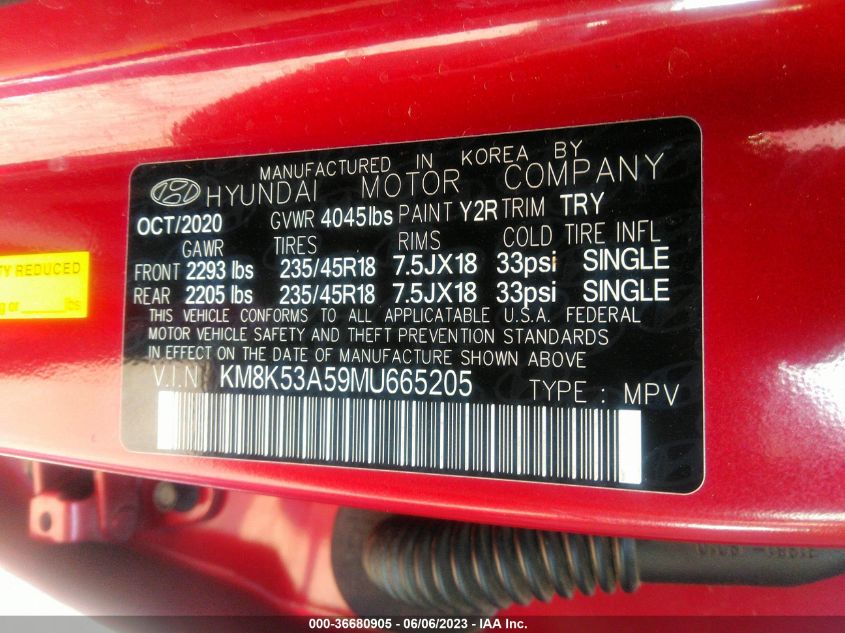 MANUFACTURED IN KOREA BY
HYUNDAI MOTOR COMPANY
OCT/2020 GVWR 4045lbs PAINT Y2R TRIM TRY
GAWR TIRES RIMS COLD TIRE INFL
FRONT 2293 lbs 235/45R18 7.5JX18 33psi SINGLE
REAR 2205 lbs 235/45R18 7.5JX18 33psi SINGLE
THIS VEHICLE CONFORMS TO ALL APPLICATABLE U.S.A. FEDERAL
MOTOR VEHICLE SAFETY AND THEFT PREVENTION STANDARDS
IN EFFECT ON THE DATE OF MANUFACTURE SHOWN ABOVE
V.I.N KM8K53A59MU665205 TYPE : MPV
REDUCED
lbs
000-36680905 - 06/06/2023 - IAA Inc.